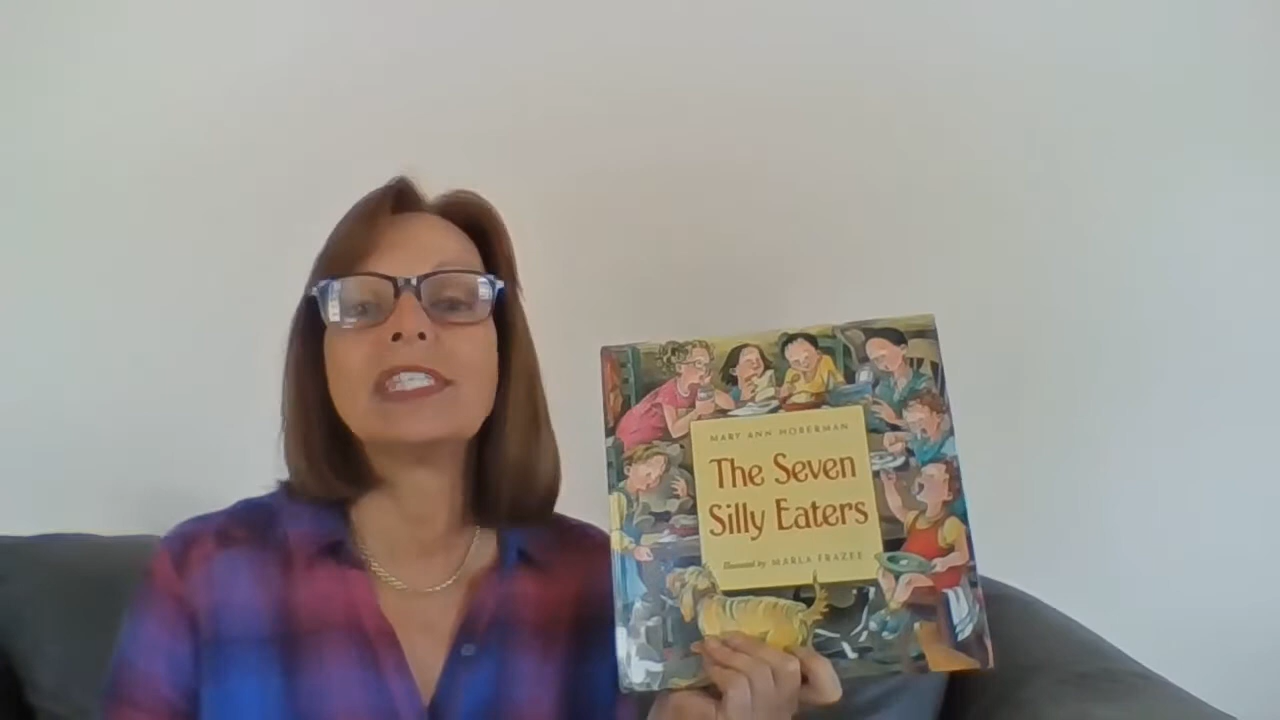 MARY ANN HOBERMAN
The Seven
Silly Eaters
Illustrated by MARLA FRAZEE